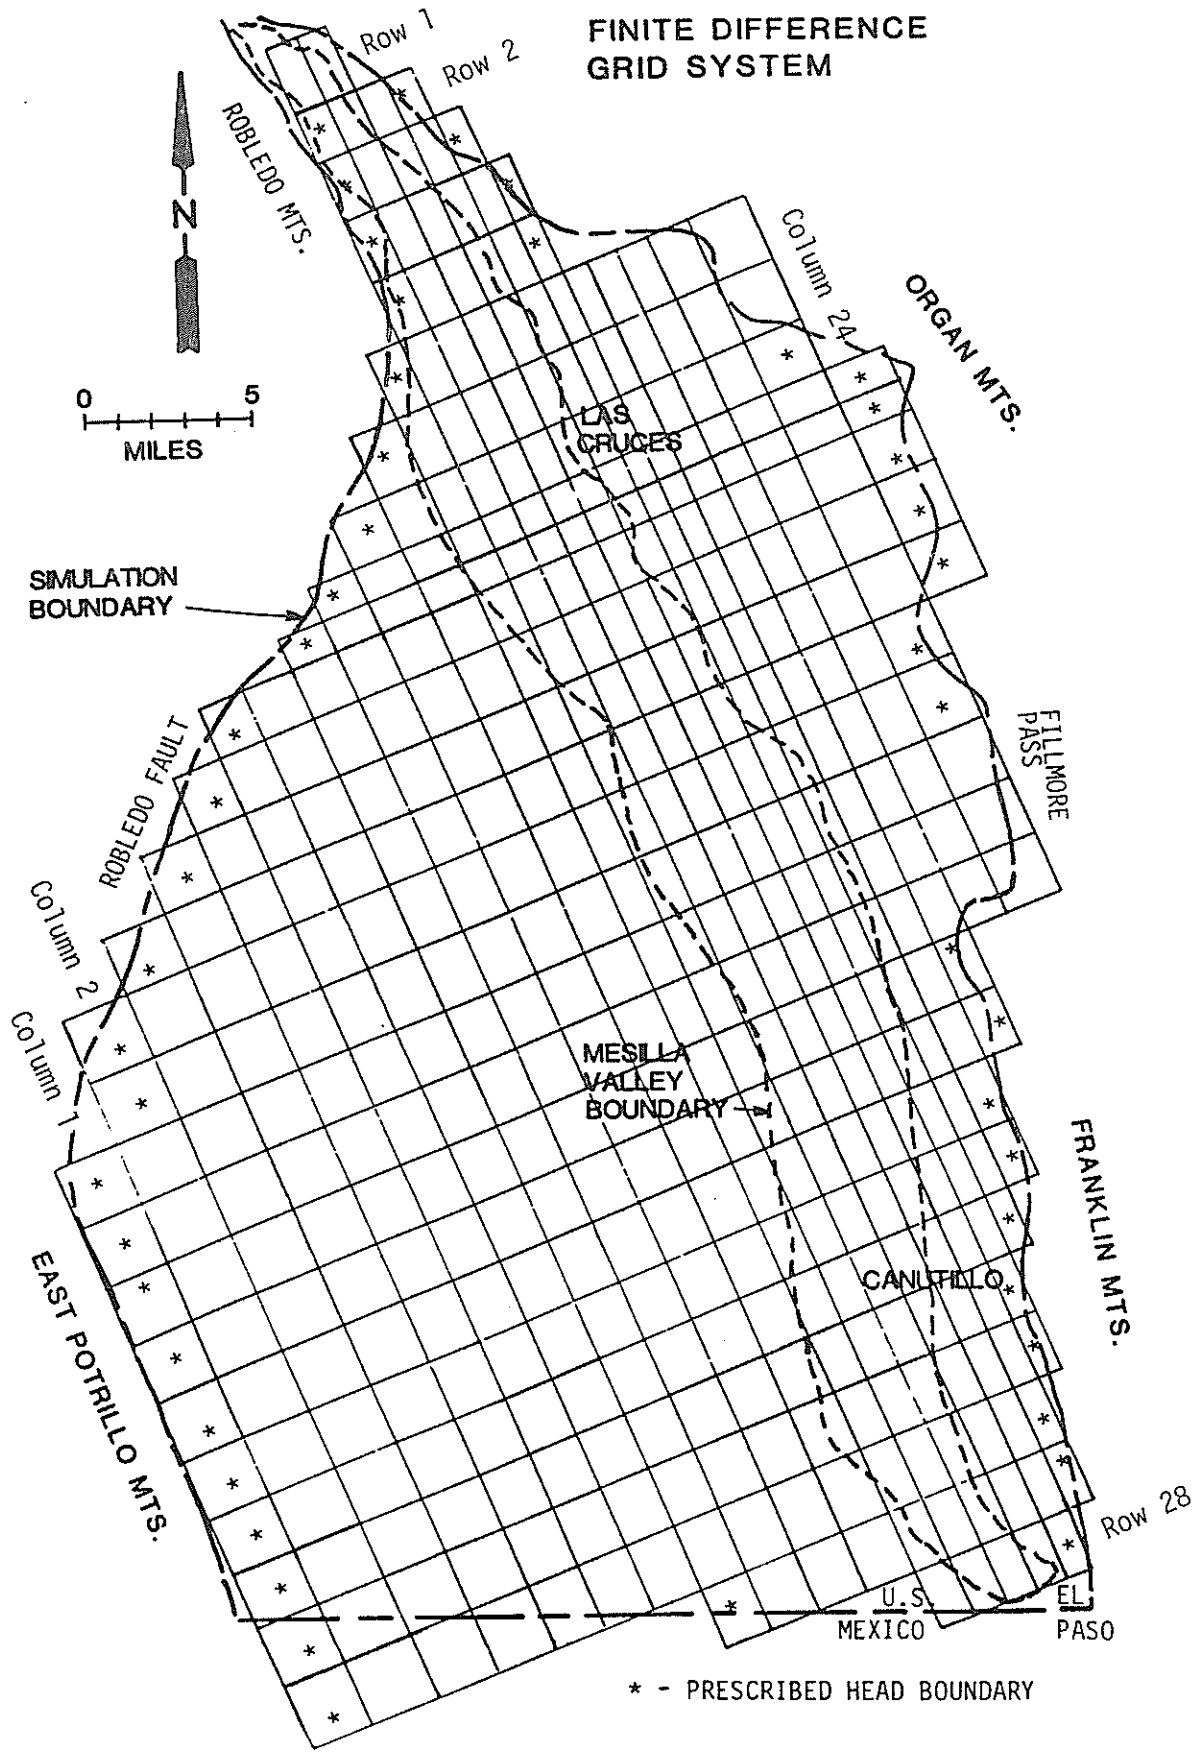 FINITE DIFFERENCE
GRID SYSTEM
Row 1
Row 2
ROBLEDO MTS.
N
Column 24
ORGAN MTS.
0 5
MILES
LAS
CRUCES
SIMULATION
BOUNDARY
ROBLEDO FAULT
FILLMORE
PASS
Column 2
Column 1
MESILLA
VALLEY
BOUNDARY
FRANKLIN MTS.
EAST POTRILLO MTS.
CANUTILLO
Row 28
U.S.
MEXICO
EL
PASO
* - PRESCRIBED HEAD BOUNDARY